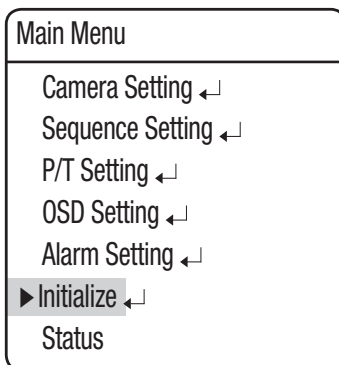 Main Menu
Camera Setting ↵
Sequence Setting ↵
P/T Setting ↵
OSD Setting ↵
Alarm Setting ↵
▶Initialize ↵
Status